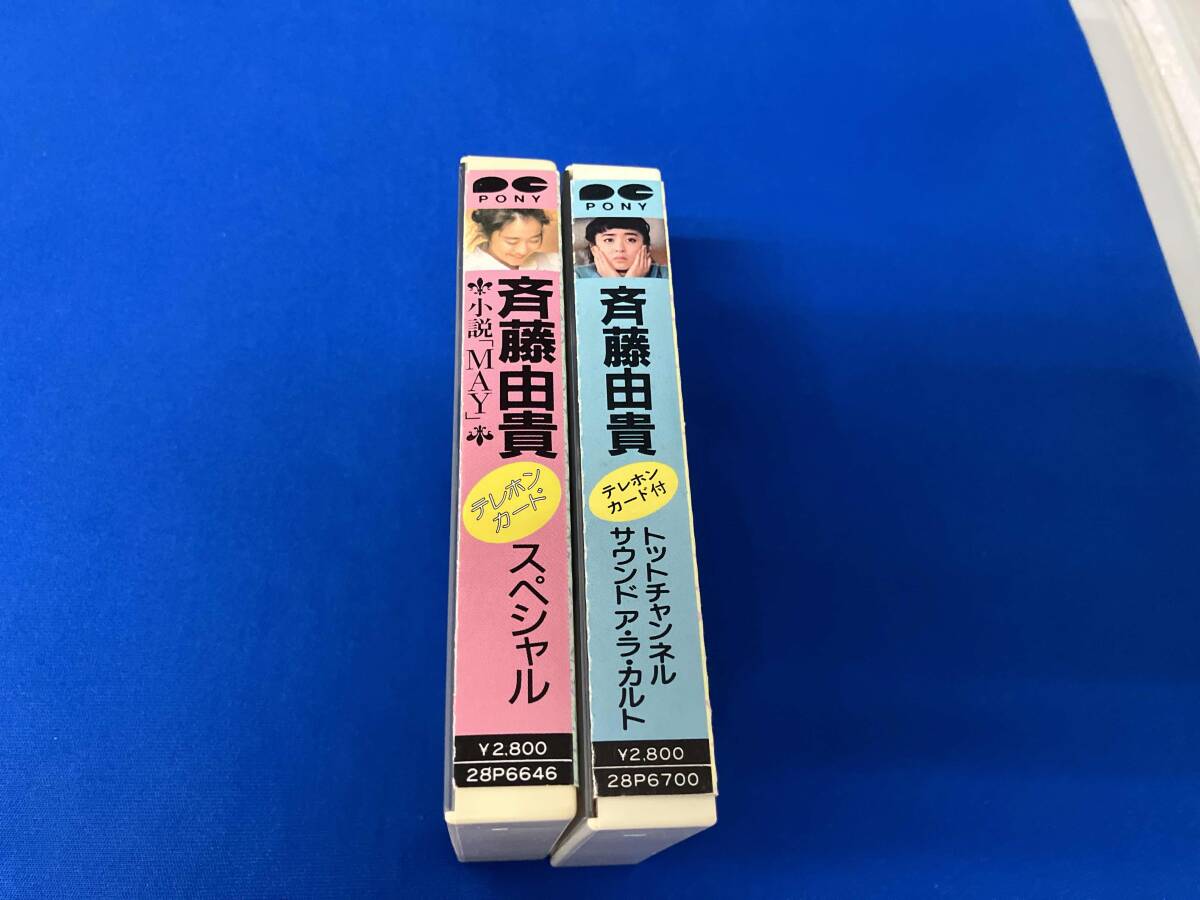 PONY
斉藤由貴
小説「MAY」
テレホン
カード
スペシャル
Y2,800
28P6646
PONY
斉藤由貴
テレホン
カード付
トットチャンネル
サウンド ア・ラ・カルト
Y2,800
28P6700